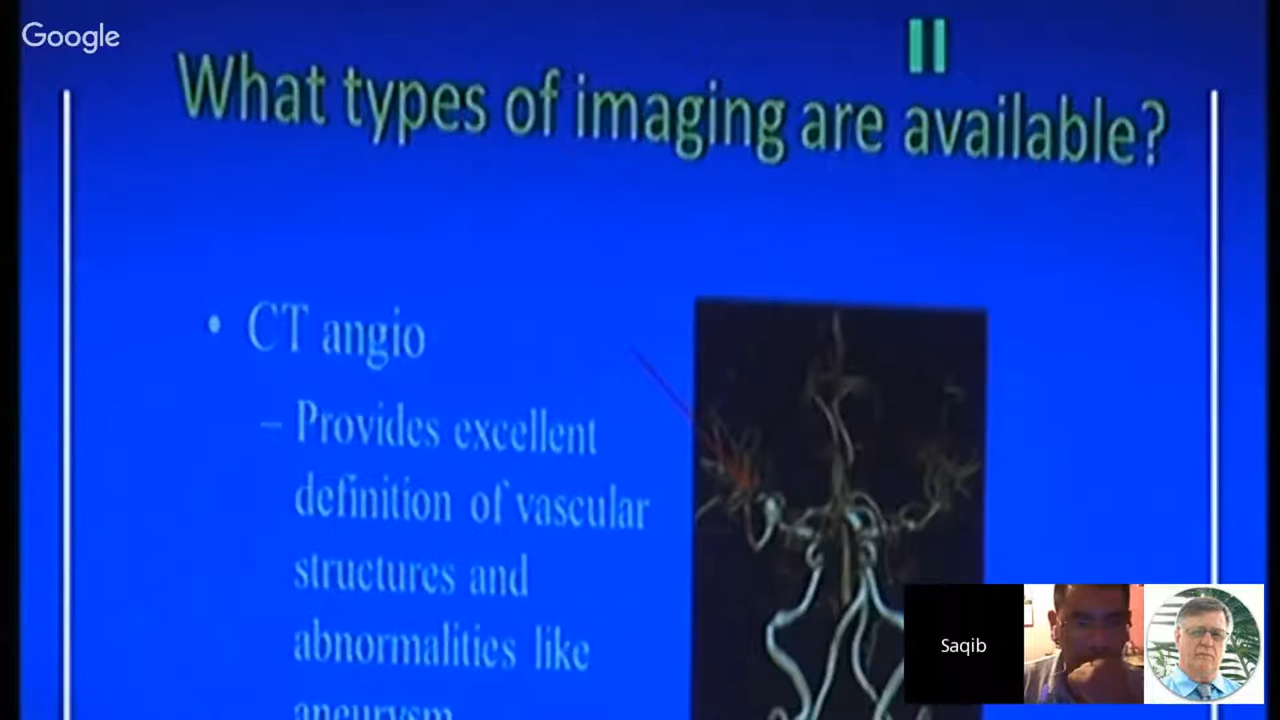 Google
What types of imaging are available?
• CT angio
– Provides excellent
definition of vascular
structures and
abnormalities like
aneurysm
Saqib